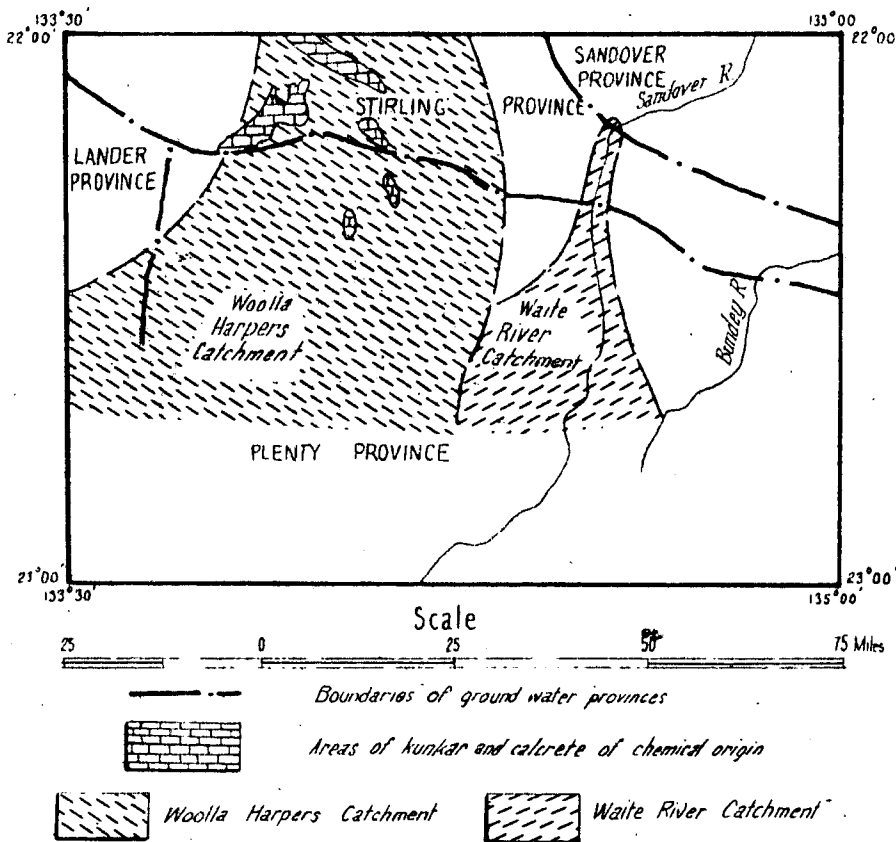 133°30'
135°00
22°00'
22°00'
SANDOVER
PROVINCE
Sandover R.
STIRLING PROVINCE
LANDER
PROVINCE
Woolla
Harpers
Catchment
Waite
River
Catchment
Bundey R
PLENTY PROVINCE
23°00'
23°00'
133°30'
135°00'
Scale
25 0 25 50 75 Miles
Boundaries of ground water provinces
Areas of kunkar and calcrete of chemical origin
Woolla Harpers Catchment
Waite River Catchment